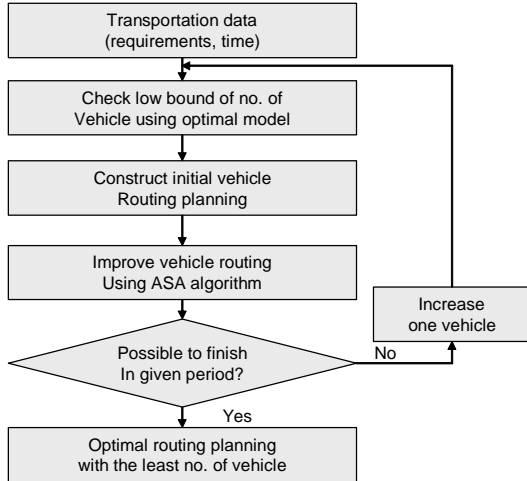 Transportation data
(requirements, time)
Check low bound of no. of
Vehicle using optimal model
Construct initial vehicle
Routing planning
Improve vehicle routing
Using ASA algorithm
Increase
one vehicle
Possible to finish
In given period?
No
Yes
Optimal routing planning
with the least no. of vehicle